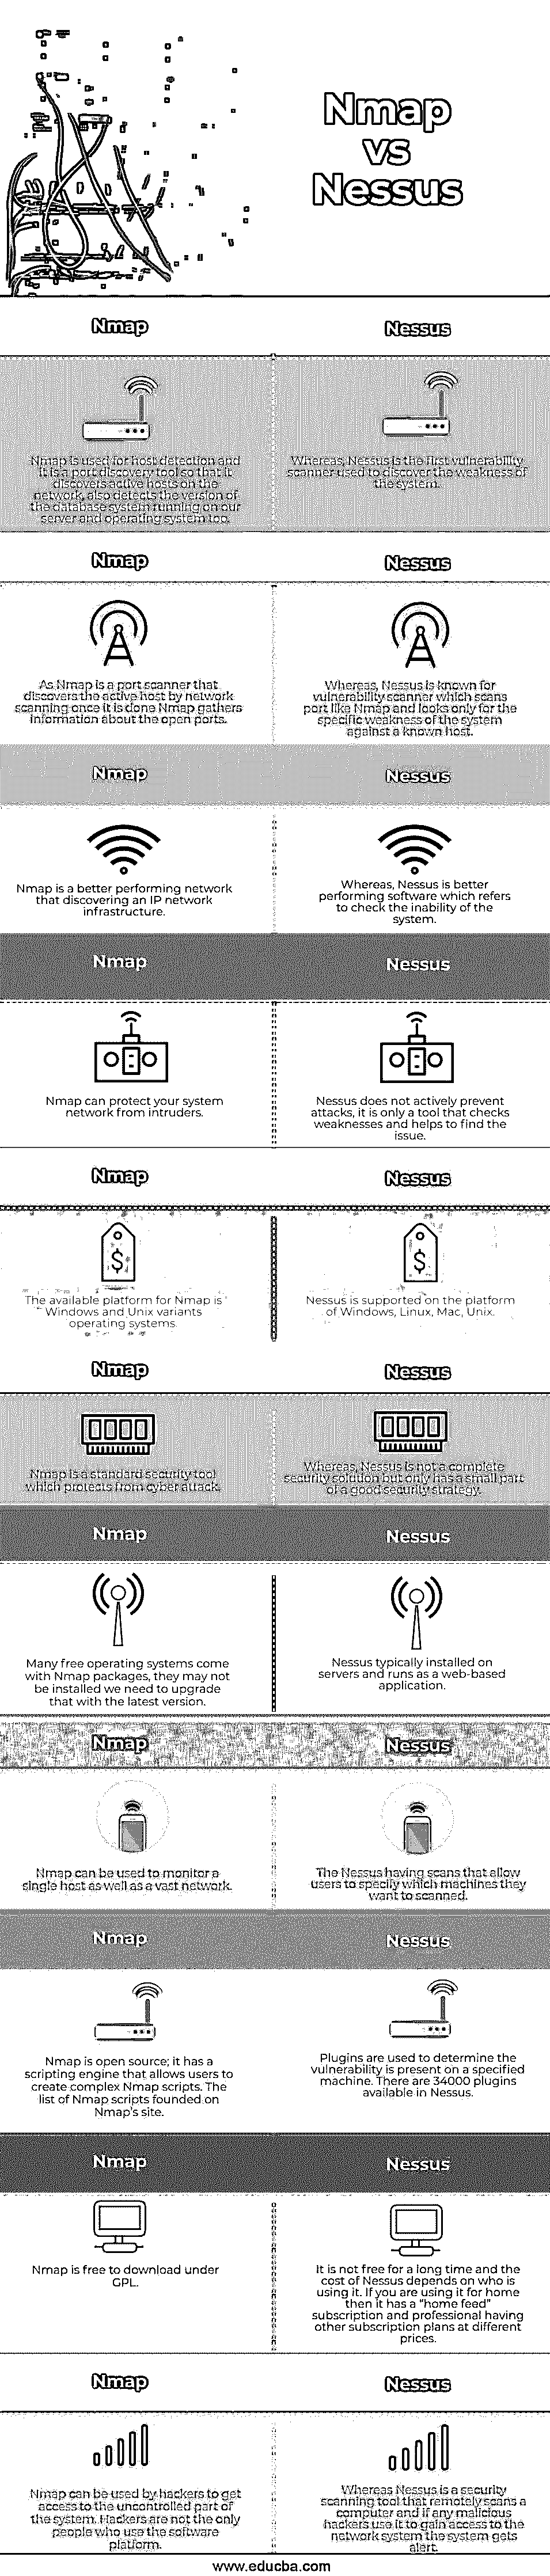 Nmap
vs
Nessus
Nmap
Nessus
Nmap is used for host detection and
it is a port discovery tool so that it
discovers active hosts on the
network, also detects the version of
the database system running on our
server and operating system too.
Whereas, Nessus is the first vulnerability
scanner used to discover the weakness of
the system.
Nmap
Nessus
As Nmap is a port scanner that
discovers the active host by network
scanning once it is done Nmap gathers
information about the open ports.
Whereas, Nessus is known for
vulnerability scanner which scans
port like Nmap and looks only for the
specific weakness of the system
against a known host.
Nmap
Nessus
Nmap is a better performing network
that discovering an IP network
infrastructure.
Whereas, Nessus is better
performing software which refers
to check the inability of the
system.
Nmap
Nessus
Nmap can protect your system
network from intruders.
Nessus does not actively prevent
attacks, it is only a tool that checks
weaknesses and helps to find the
issue.
Nmap
Nessus
The available platform for Nmap is
Windows and Unix variants
operating systems.
Nessus is supported on the platform
of Windows, Linux, Mac, Unix.
Nmap
Nessus
Nmap is a standard security tool
which protects from cyber attack.
Whereas, Nessus is not a complete
security solution but only has a small part
of a good security strategy.
Nmap
Nessus
Many free operating systems come
with Nmap packages, they may not
be installed we need to upgrade
that with the latest version.
Nessus typically installed on
servers and runs as a web-based
application.
Nmap
Nessus
Nmap can be used to monitor a
single host as well as a vast network.
The Nessus having scans that allow
users to specify which machines they
want to scanned.
Nmap
Nessus
Nmap is open source; it has a
scripting engine that allows users to
create complex Nmap scripts. The
list of Nmap scripts founded on
Nmap's site.
Plugins are used to determine the
vulnerability is present on a specified
machine. There are 34000 plugins
available in Nessus.
Nmap
Nessus
Nmap is free to download under
GPL.
It is not free for a long time and the
cost of Nessus depends on who is
using it. If you are using it for home
then it has a "home feed"
subscription and professional having
other subscription plans at different
prices.
Nmap
Nessus
Nmap can be used by hackers to get
access to the uncontrolled part of
the system. Hackers are not the only
people who use the software
platform.
Whereas Nessus is a security
scanning tool that remotely scans a
computer and if any malicious
hackers use it to gain access to the
network system the system gets
alert.
www.educba.com